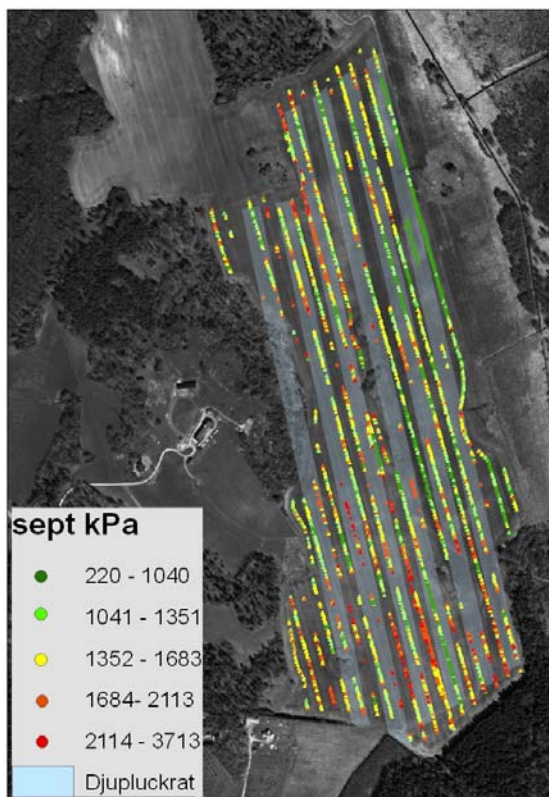 sept kPa
220 - 1040
1041 - 1351
1352 - 1683
1684- 2113
2114 - 3713
Djupluckrat